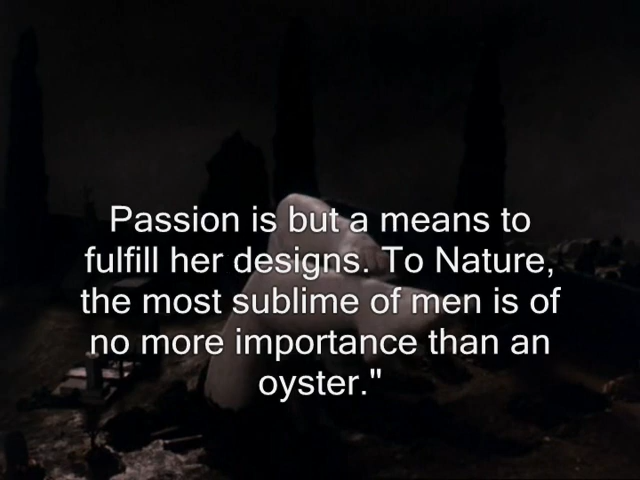 Passion is but a means to
fulfill her designs. To Nature,
the most sublime of men is of
no more importance than an
oyster."